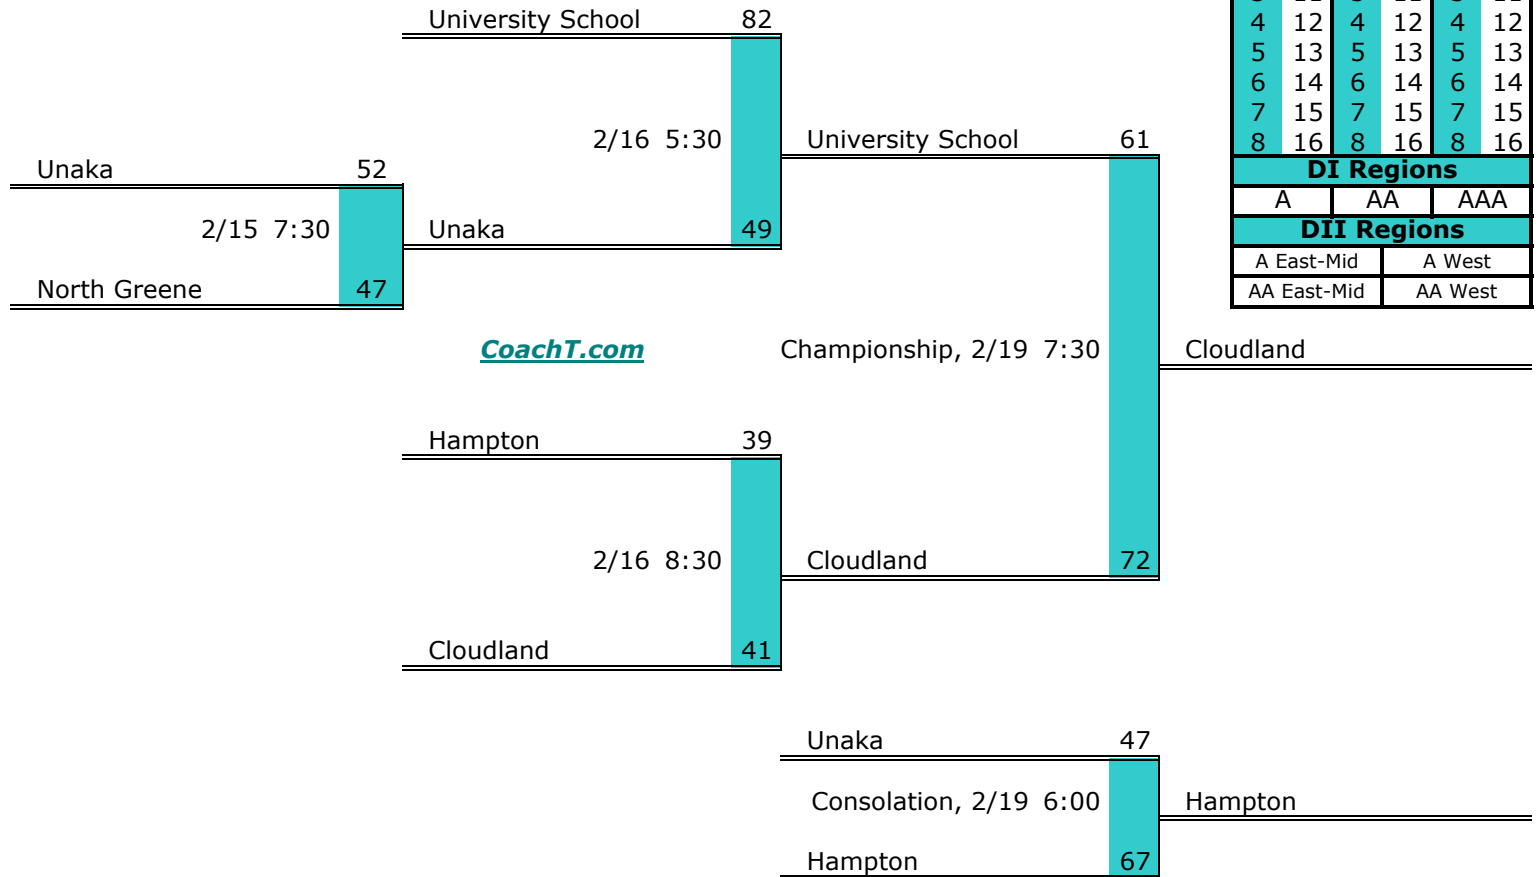 University School 82
4 12 4 12 4 12
5 13 5 13 5 13
6 14 6 14 6 14
7 15 7 15 7 15
2/16 5:30 University School 61
8 16 8 16 8 16
Unaka 52
DI Regions
A AA AAA
2/15 7:30 Unaka 49
DII Regions
A East-Mid A West
North Greene 47
AA East-Mid AA West
CoachT.com Championship, 2/19 7:30 Cloudland
Hampton 39
2/16 8:30 Cloudland 72
Cloudland 41
Unaka 47
Consolation, 2/19 6:00 Hampton
Hampton 67